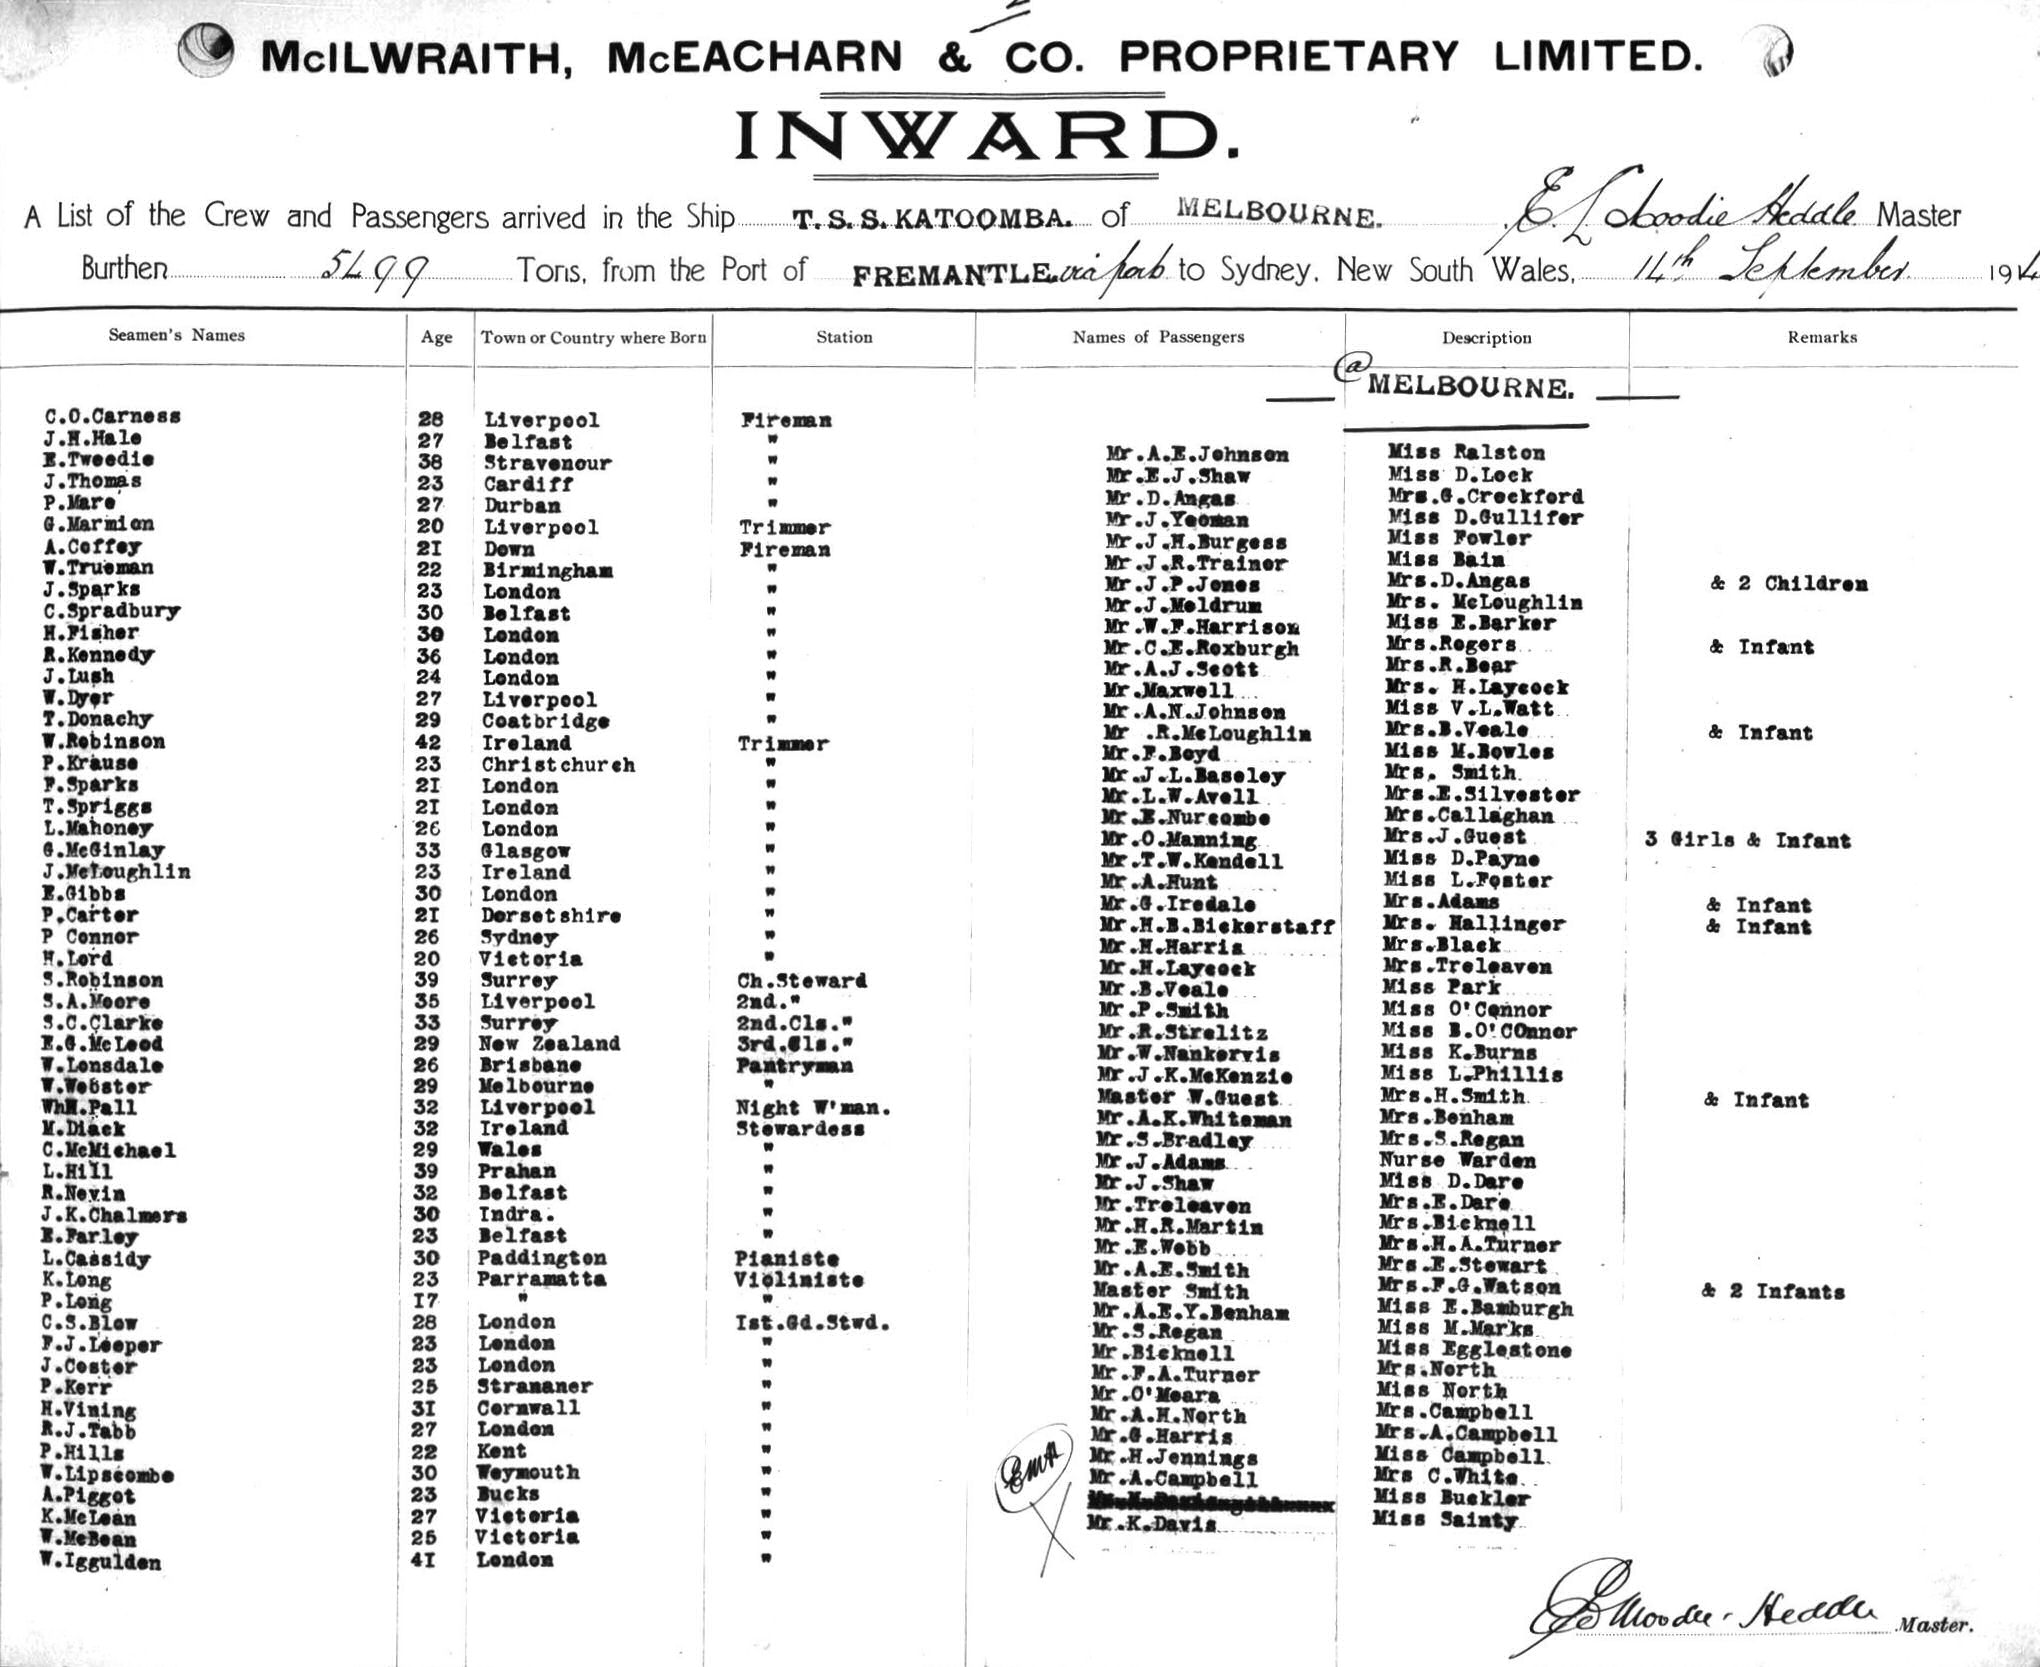 McILWRAITH, McEACHARN & CO. PROPRIETARY LIMITED.
INWARD.
A List of the Crew and Passengers arrived in the Ship T.S.S.KATOOMBA. of MELBOURNE. E L Moodie Heddle Master
Burthen 5499 Tons, from the Port of FREMANTLE via ports to Sydney, New South Wales, 14th September 1914
Seamen's Names Age Town or Country where Born Station Names of Passengers Description Remarks
C.O.Carness 28 Liverpool Fireman
J.H.Hale 27 Belfast "
E.Tweedie 38 Stravenour "
J.Thomas 23 Cardiff "
P.Mare 27 Durban "
G.Marmion 20 Liverpool Trimmer
A.Coffey 2I Down Fireman
W.Trueman 22 Birmingham "
J.Sparks 23 London "
C.Spradbury 30 Belfast "
H.Fisher 30 London "
R.Kennedy 36 London "
J.Lush 24 London "
W.Dyer 27 Liverpool "
T.Donachy 29 Coatbridge "
W.Robinson 42 Ireland Trimmer
P.Krause 23 Christchurch "
F.Sparks 2I London "
T.Spriggs 2I London "
L.Mahoney 26 London "
G.McGinlay 33 Glasgow "
J.McLoughlin 23 Ireland "
E.Gibbs 30 London "
P.Carter 2I Dorsetshire "
P Connor 26 Sydney "
H.Lord 20 Victoria "
S.Robinson 39 Surrey Ch.Steward
S.A.Moore 35 Liverpool 2nd."
S.C.Clarke 33 Surrey 2nd.Cls."
E.G.McLeod 29 New Zealand 3rd.Cls."
W.Lonsdale 26 Brisbane Pantryman
W.Webster 29 Melbourne "
WhH.Pall 32 Liverpool Night W'man.
M.Diack 32 Ireland Stewardess
C.McMichael 29 Wales "
L.Hill 39 Prahan "
R.Nevin 32 Belfast "
J.K.Chalmers 30 Indra. "
E.Farley 23 Belfast "
L.Cassidy 30 Paddington Pianiste
K.Long 23 Parramatta Violiniste
P.Long I7 " "
C.S.Blow 28 London Ist.Gd.Stwd.
F.J.Leeper 23 London "
J.Coster 23 London "
P.Kerr 25 Strananer "
H.Vining 3I Cornwall "
R.J.Tabb 27 London "
P.Hills 22 Kent "
W.Lipscombe 30 Weymouth "
A.Piggot 23 Bucks "
K.McLean 27 Victoria "
W.McBean 25 Victoria "
W.Iggulden 4I London "
@ MELBOURNE.
Mr.A.E.Johnson Miss Ralston
Mr.E.J.Shaw Miss D.Lock
Mr.D.Angas Mrs.G.Crockford
Mr.J.Yeoman Miss D.Gullifer
Mr.J.H.Burgess Miss Fowler
Mr.J.R.Trainor Miss Bain
Mr.J.P.Jones Mrs.D.Angas & 2 Children
Mr.J.Meldrum Mrs. McLoughlin
Mr.W.F.Harrison Miss E.Barker
Mr.C.E.Roxburgh Mrs.Rogers & Infant
Mr.A.J.Scott Mrs.R.Bear
Mr.Maxwell Mrs. H.Laycock
Mr.A.N.Johnson Miss V.L.Watt
Mr .R.McLoughlin Mrs.B.Veale & Infant
Mr.F.Boyd Miss M.Bowles
Mr.J.L.Baseley Mrs. Smith
Mr.L.W.Avell Mrs.E.Silvester
Mr.E.Nurcombe Mrs.Callaghan
Mr.O.Manning Mrs.J.Guest 3 Girls & Infant
Mr.T.W.Kendell Miss D.Payne
Mr.A.Hunt Miss L.Foster
Mr.G.Iredale Mrs.Adams & Infant
Mr.H.B.Bickerstaff Mrs. Hallinger & Infant
Mr.H.Harris Mrs.Black
Mr.H.Laycock Mrs.Treleaven
Mr.B.Veale Miss Park
Mr.P.Smith Miss O'Connor
Mr.R.Strelitz Miss B.O'COnnor
Mr.W.Nankervis Miss K.Burns
Mr.J.K.McKenzie Miss L.Phillis
Master W.Guest Mrs.H.Smith & Infant
Mr.A.K.Whiteman Mrs.Benham
Mr.S.Bradley Mrs.S.Regan
Mr.J.Adams Nurse Warden
Mr.J.Shaw Miss D.Dare
Mr.Treleaven Mrs.E.Dare
Mr.H.R.Martin Mrs.Bicknell
Mr.E.Webb Mrs.H.A.Turner
Mr.A.E.Smith Mrs.E.Stewart
Master Smith Mrs.F.G.Watson & 2 Infants
Mr.A.E.Y.Benham Miss E.Bamburgh
Mr.S.Regan Miss M.Marks
Mr.Bicknell Miss Egglestone
Mr.F.A.Turner Mrs.North
Mr.O'Meara Miss North
Mr.A.H.North Mrs.Campbell
Mr.G.Harris Mrs.A.Campbell
Mr.H.Jennings Miss Campbell
Mr.A.Campbell Mrs C.White
Miss Buckler
Mr.K.Davis Miss Sainty
EMH
E L Moodie-Heddle Master.